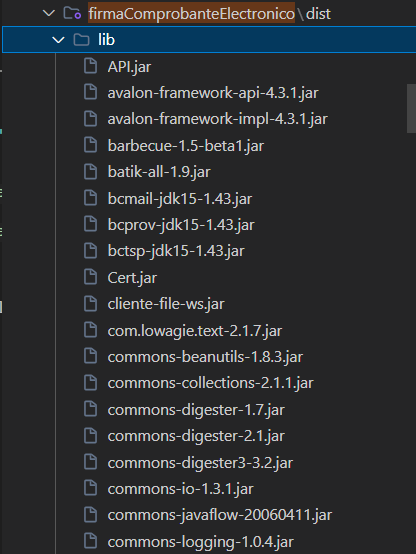 firmaComprobanteElectronico\dist
lib
API.jar
avalon-framework-api-4.3.1.jar
avalon-framework-impl-4.3.1.jar
barbecue-1.5-beta1.jar
batik-all-1.9.jar
bcmail-jdk15-1.43.jar
bcprov-jdk15-1.43.jar
bctsp-jdk15-1.43.jar
Cert.jar
cliente-file-ws.jar
com.lowagie.text-2.1.7.jar
commons-beanutils-1.8.3.jar
commons-collections-2.1.1.jar
commons-digester-1.7.jar
commons-digester-2.1.jar
commons-digester3-3.2.jar
commons-io-1.3.1.jar
commons-javaflow-20060411.jar
commons-logging-1.0.4.jar